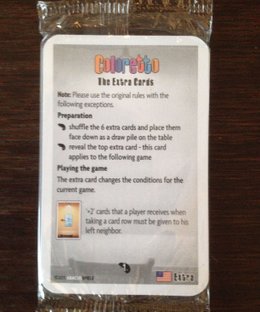 Coloretto
The Extra Cards
Note: Please use the original rules with the
following exceptions.
Preparation
shuffle the 6 extra cards and place them
face down as a draw pile on the table
reveal the top extra card - this card
applies to the following game
Playing the game
The extra card changes the conditions for the
current game.
'+2' cards that a player receives when
taking a card row must be given to his
left neighbor.
Extra